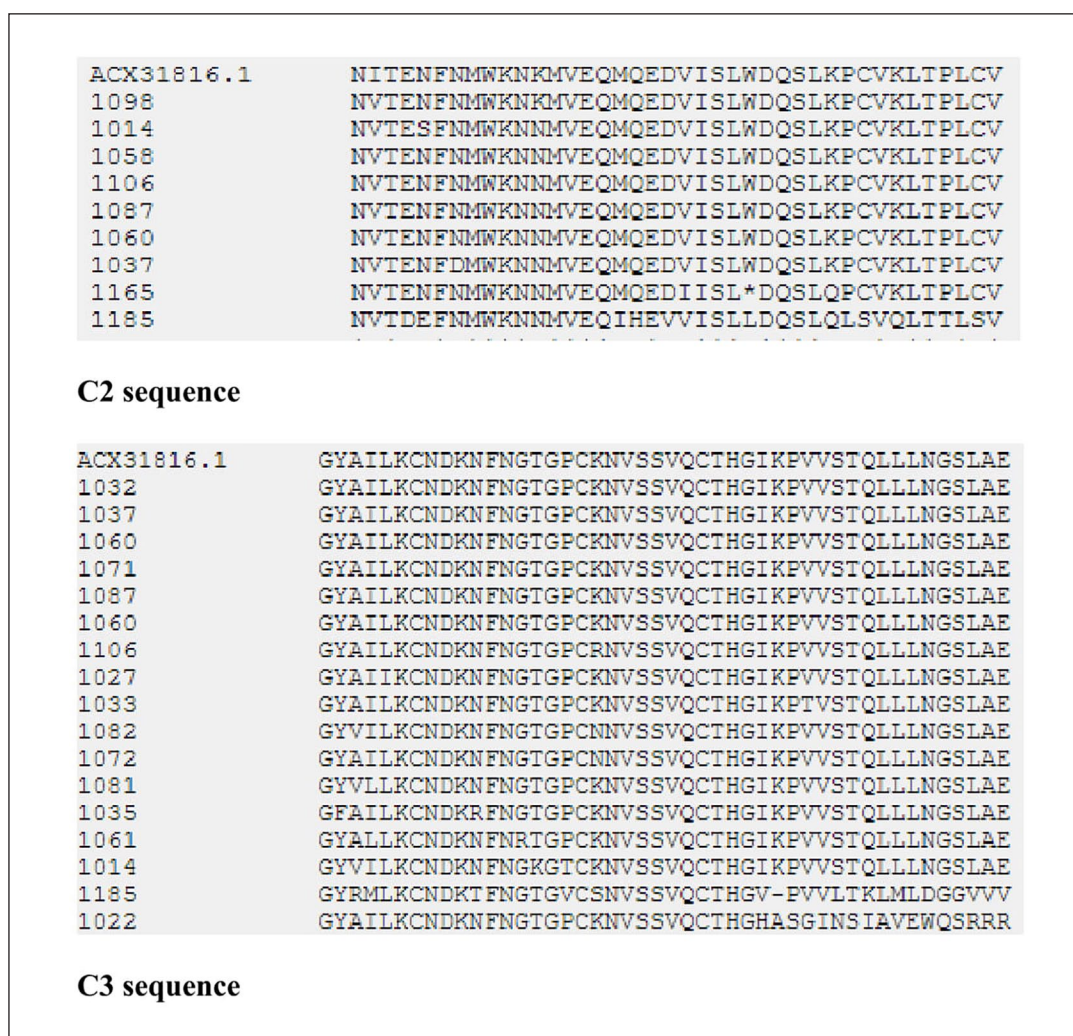 ACX31816.1 NITENFNMWKNKMVEQMQEDVISLWDQSLKPCVKLTPLCV
1098 NVTENFNMWKNKMVEQMQEDVISLWDQSLKPCVKLTPLCV
1014 NVTESFNMWKNNMVEQMQEDVISLWDQSLKPCVKLTPLCV
1058 NVTENFNMWKNNMVEQMQEDVISLWDQSLKPCVKLTPLCV
1106 NVTENFNMWKNNMVEQMQEDVISLWDQSLKPCVKLTPLCV
1087 NVTENFNMWKNNMVEQMQEDVISLWDQSLKPCVKLTPLCV
1060 NVTENFNMWKNNMVEQMQEDVISLWDQSLKPCVKLTPLCV
1037 NVTENFDMWKNNMVEQMQEDVISLWDQSLKPCVKLTPLCV
1165 NVTENFNMWKNNMVEQMQEDIISL*DQSLQPCVKLTPLCV
1185 NVTDEFNMWKNNMVEQIHEVVISLLDQSLQLSVQLTTLSV
C2 sequence
ACX31816.1 GYAILKCNDKNFNGTGPCKNVSSVQCTHGIKPVVSTQLLLNGSLAE
1032 GYAILKCNDKNFNGTGPCKNVSSVQCTHGIKPVVSTQLLLNGSLAE
1037 GYAILKCNDKNFNGTGPCKNVSSVQCTHGIKPVVSTQLLLNGSLAE
1060 GYAILKCNDKNFNGTGPCKNVSSVQCTHGIKPVVSTQLLLNGSLAE
1071 GYAILKCNDKNFNGTGPCKNVSSVQCTHGIKPVVSTQLLLNGSLAE
1087 GYAILKCNDKNFNGTGPCKNVSSVQCTHGIKPVVSTQLLLNGSLAE
1060 GYAILKCNDKNFNGTGPCKNVSSVQCTHGIKPVVSTQLLLNGSLAE
1106 GYAILKCNDKNFNGTGPCRNVSSVQCTHGIKPVVSTQLLLNGSLAE
1027 GYAIIKCNDKNFNGTGPCKNVSSVQCTHGIKPVVSTQLLLNGSLAE
1033 GYAILKCNDKNFNGTGPCKNVSSVQCTHGIKPTVSTQLLLNGSLAE
1082 GYVILKCNDKNFNGTGPCNNVSSVQCTHGIKPVVSTQLLLNGSLAE
1072 GYAILKCNDKNFNGTGPCNNVSSVQCTHGIKPVVSTQLLLNGSLAE
1081 GYVLLKCNDKNFNGTGPCKNVSSVQCTHGIKPVVSTQLLLNGSLAE
1035 GFAILKCNDKRFNGTGPCKNVSSVQCTHGIKPVVSTQLLLNGSLAE
1061 GYALLKCNDKNFNRTGPCKNVSSVQCTHGIKPVVSTQLLLNGSLAE
1014 GYVILKCNDKNFNGKGTCKNVSSVQCTHGIKPVVSTQLLLNGSLAE
1185 GYRMLKCNDKTFNGTGVCSNVSSVQCTHGV-PVVLTKLMLDGGVVV
1022 GYAILKCNDKNFNGTGPCKNVSSVQCTHGHASGINSIAVEWQSRRR
C3 sequence